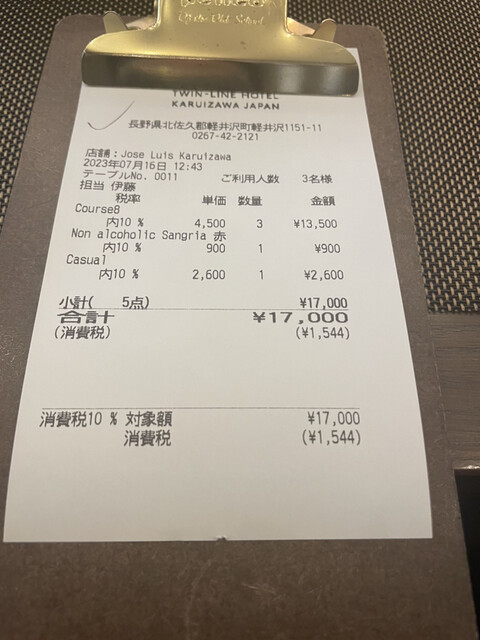 TWIN-LINE HOTEL
KARUIZAWA JAPAN
長野県北佐久郡軽井沢町軽井沢1151-11
0267-42-2121
店舗:Jose Luis Karuizawa
2023年07月16日 12:43
テーブルNo. 0011 ご利用人数 3名様
担当 伊藤
税率 単価 数量 金額
Course8
内10 % 4,500 3 ¥13,500
Non alcoholic Sangria 赤
内10 % 900 1 ¥900
Casual
内10 % 2,600 1 ¥2,600
小計( 5点) ¥17,000
合計 ¥17,000
(消費税) (¥1,544)
消費税10 % 対象額 ¥17,000
消費税 (¥1,544)